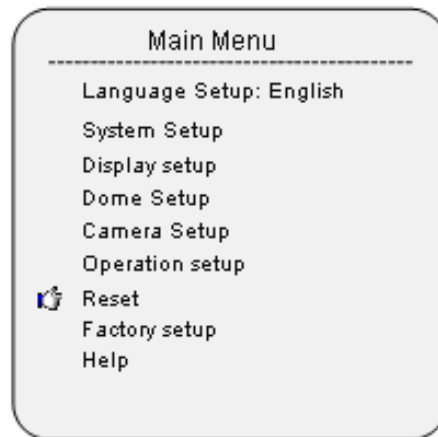 Main Menu
Language Setup: English
System Setup
Display setup
Dome Setup
Camera Setup
Operation setup
Reset
Factory setup
Help